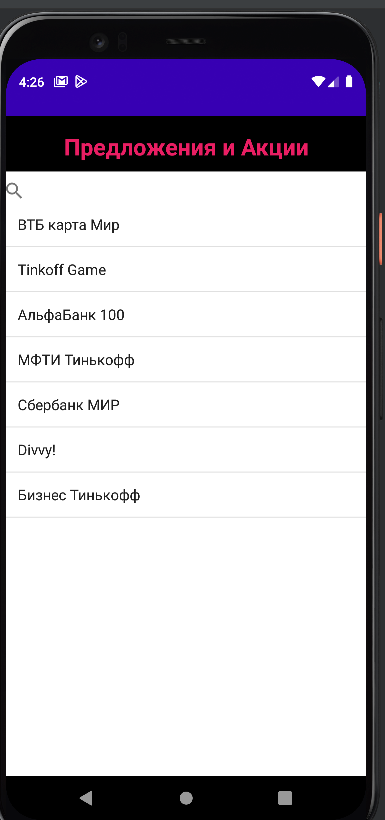 4:26
Предложения и Акции
ВТБ карта Мир
Tinkoff Game
АльфаБанк 100
МФТИ Тинькофф
Сбербанк МИР
Divvy!
Бизнес Тинькофф